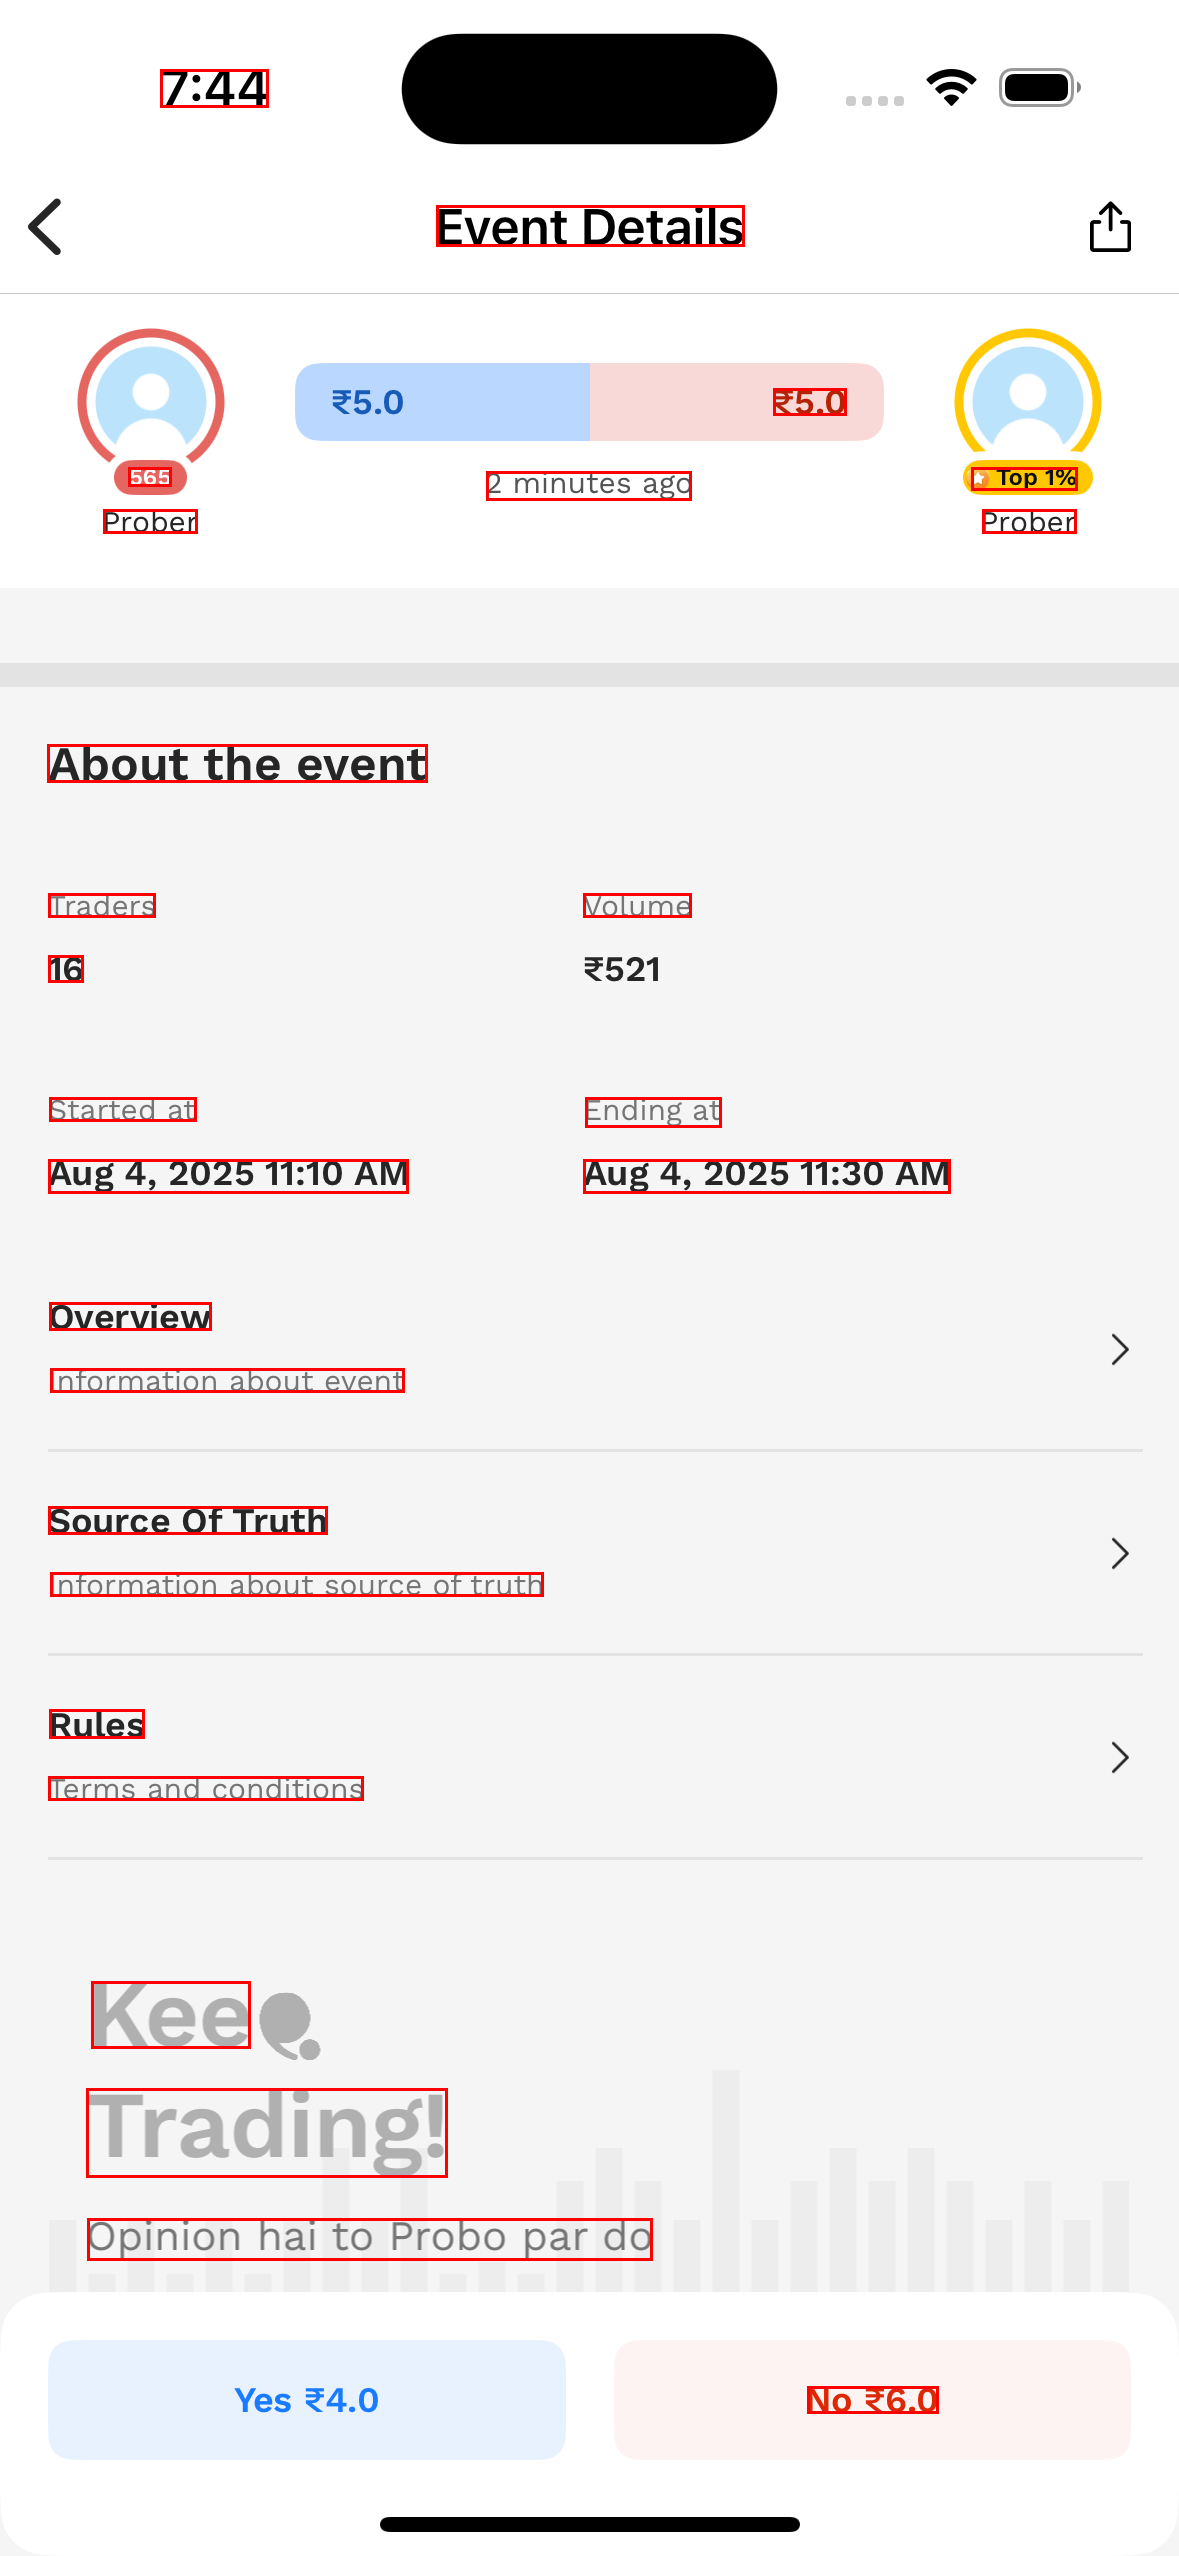 7:44
Event Details
₹5.0 ₹5.0
565
2 minutes ago
Top 1%
Prober
Prober
About the event
Traders
Volume
16
₹521
Started at
Ending at
Aug 4, 2025 11:10 AM
Aug 4, 2025 11:30 AM
Overview
Information about event
Source Of Truth
Information about source of truth
Rules
Terms and conditions
Kee
Trading!
Opinion hai to Probo par do
Yes ₹4.0
No ₹6.0